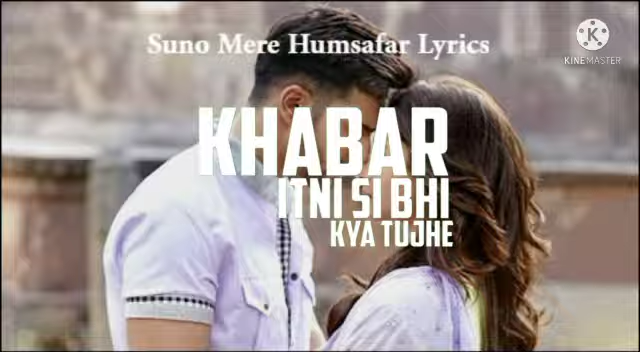 Suno Mere Humsafar Lyrics
KINEMASTER
KHABAR
ITNI SI BHI
KYA TUJHE